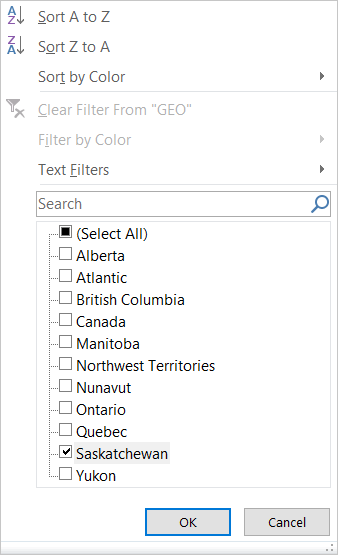 Sort A to Z
Sort Z to A
Sort by Color
Clear Filter From "GEO"
Filter by Color
Text Filters
Search
(Select All)
Alberta
Atlantic
British Columbia
Canada
Manitoba
Northwest Territories
Nunavut
Ontario
Quebec
Saskatchewan
Yukon
OK Cancel